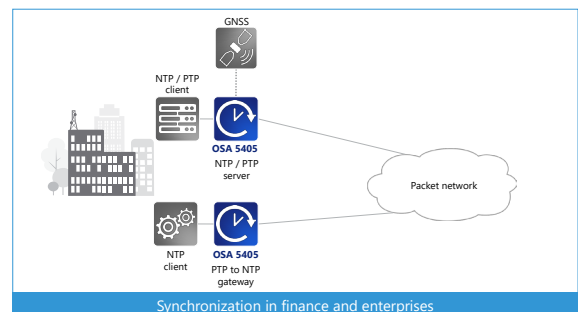 GNSS
NTP / PTP
client
OSA 5405
NTP / PTP
server
Packet network
NTP
client
OSA 5405
PTP to NTP
gateway
Synchronization in finance and enterprises